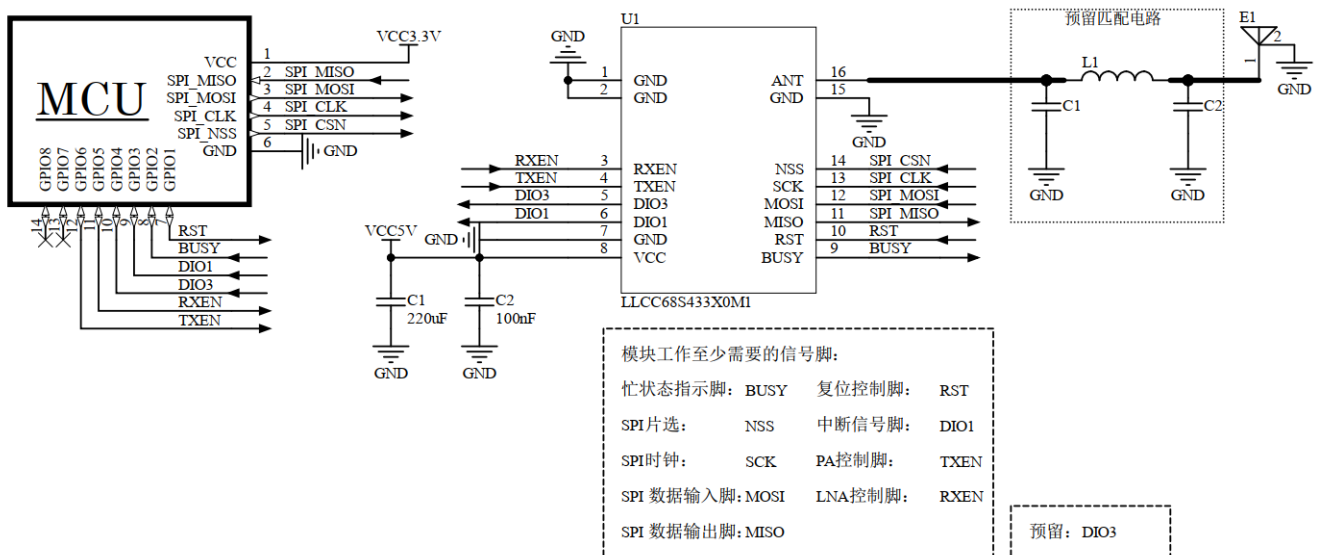 MCU
VCC 1 VCC3.3V
SPI_MISO 2 SPI_MISO
SPI_MOSI 3 SPI_MOSI
SPI_CLK 4 SPI_CLK
SPI_NSS 5 SPI_CSN
GND 6 GND
GPIO8 GPIO7 GPIO6 GPIO5 GPIO4 GPIO3 GPIO2 GPIO1
14 13 12 11 10 9 8 7
RST
BUSY
DIO1
DIO3
RXEN
TXEN
U1
GND
1 GND
2 GND
RXEN 3 RXEN
TXEN 4 TXEN
DIO3 5 DIO3
DIO1 6 DIO1
GND 7 GND
VCC5V 8 VCC
C1
220uF
C2
100nF
GND
GND
ANT 16
GND 15
GND
NSS 14 SPI_CSN
SCK 13 SPI_CLK
MOSI 12 SPI_MOSI
MISO 11 SPI_MISO
RST 10 RST
BUSY 9 BUSY
LLCC68S433X0M1
预留匹配电路
L1
C1
C2
GND
GND
E1
2
1
GND
模块工作至少需要的信号脚：
忙状态指示脚： BUSY 复位控制脚： RST
SPI片选： NSS 中断信号脚： DIO1
SPI时钟： SCK PA控制脚： TXEN
SPI 数据输入脚：MOSI LNA控制脚： RXEN
SPI 数据输出脚：MISO
预留：DIO3